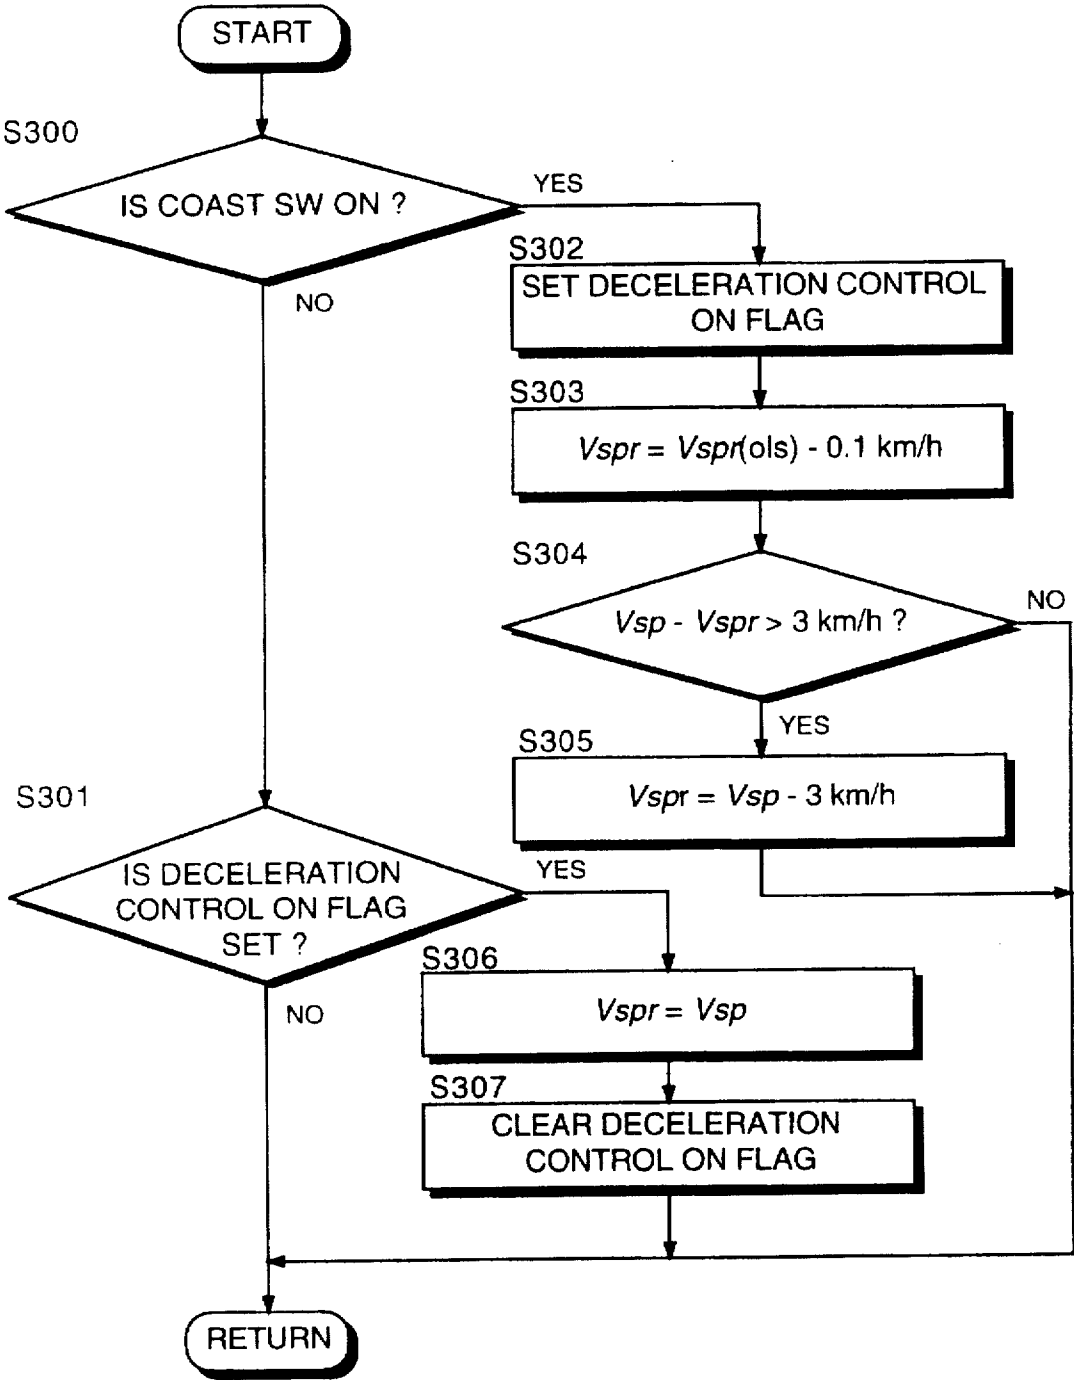 START
S300
IS COAST SW ON ?
YES
NO
S302
SET DECELERATION CONTROL
ON FLAG
S303
Vspr = Vspr(ols) - 0.1 km/h
S304
Vsp - Vspr > 3 km/h ?
NO
YES
S305
Vspr = Vsp - 3 km/h
S301
IS DECELERATION
CONTROL ON FLAG
SET ?
YES
NO
S306
Vspr = Vsp
S307
CLEAR DECELERATION
CONTROL ON FLAG
RETURN